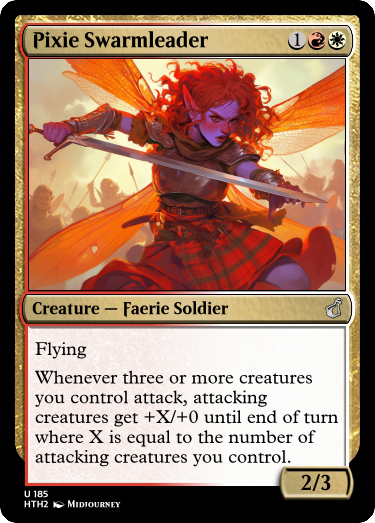 Pixie Swarmleader 1
Creature — Faerie Soldier
Flying
Whenever three or more creatures
you control attack, attacking
creatures get +X/+0 until end of turn
where X is equal to the number of
attacking creatures you control.
2/3
U 185
HTH2 Midjourney